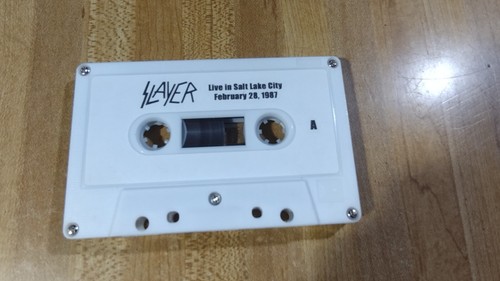 SLAYER
Live in Salt Lake City
February 28, 1987
A